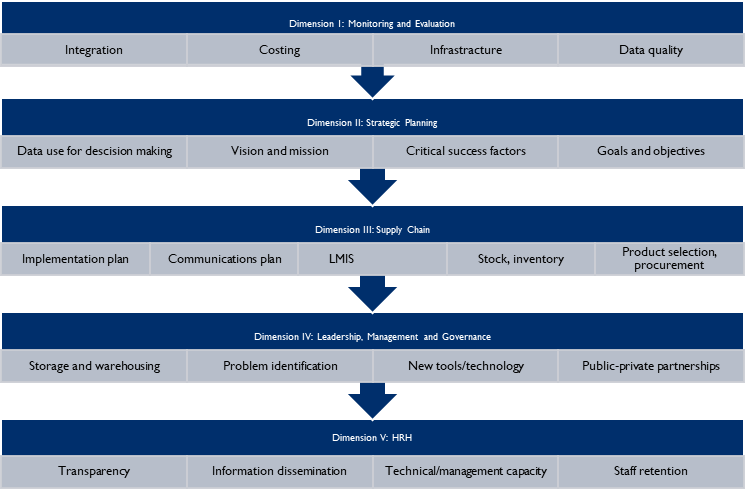 Dimension I: Monitoring and Evaluation
Integration
Costing
Infrastracture
Data quality
Dimension II: Strategic Planning
Data use for descision making
Vision and mission
Critical success factors
Goals and objectives
Dimension III: Supply Chain
Implementation plan
Communications plan
LMIS
Stock, inventory
Product selection,
procurement
Dimension IV: Leadership, Management and Governance
Storage and warehousing
Problem identification
New tools/technology
Public-private partnerships
Dimension V: HRH
Transparency
Information dissemination
Technical/management capacity
Staff retention